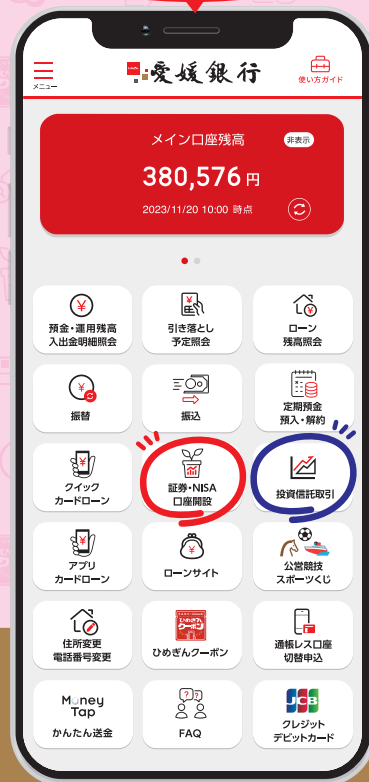 メニュー
愛媛銀行
使い方ガイド
メイン口座残高
非表示
380,576 円
2023/11/20 10:00 時点
預金・運用残高
入出金明細照会
引き落とし
予定照会
ローン
残高照会
振替
振込
定期預金
預入・解約
クイック
カードローン
証券・NISA
口座開設
投資信託取引
アプリ
カードローン
ローンサイト
公営競技
スポーツくじ
住所変更
電話番号変更
ひめぎんクーポン
通帳レス口座
切替申込
Money
Tap
かんたん送金
FAQ
JCB
クレジット
デビットカード